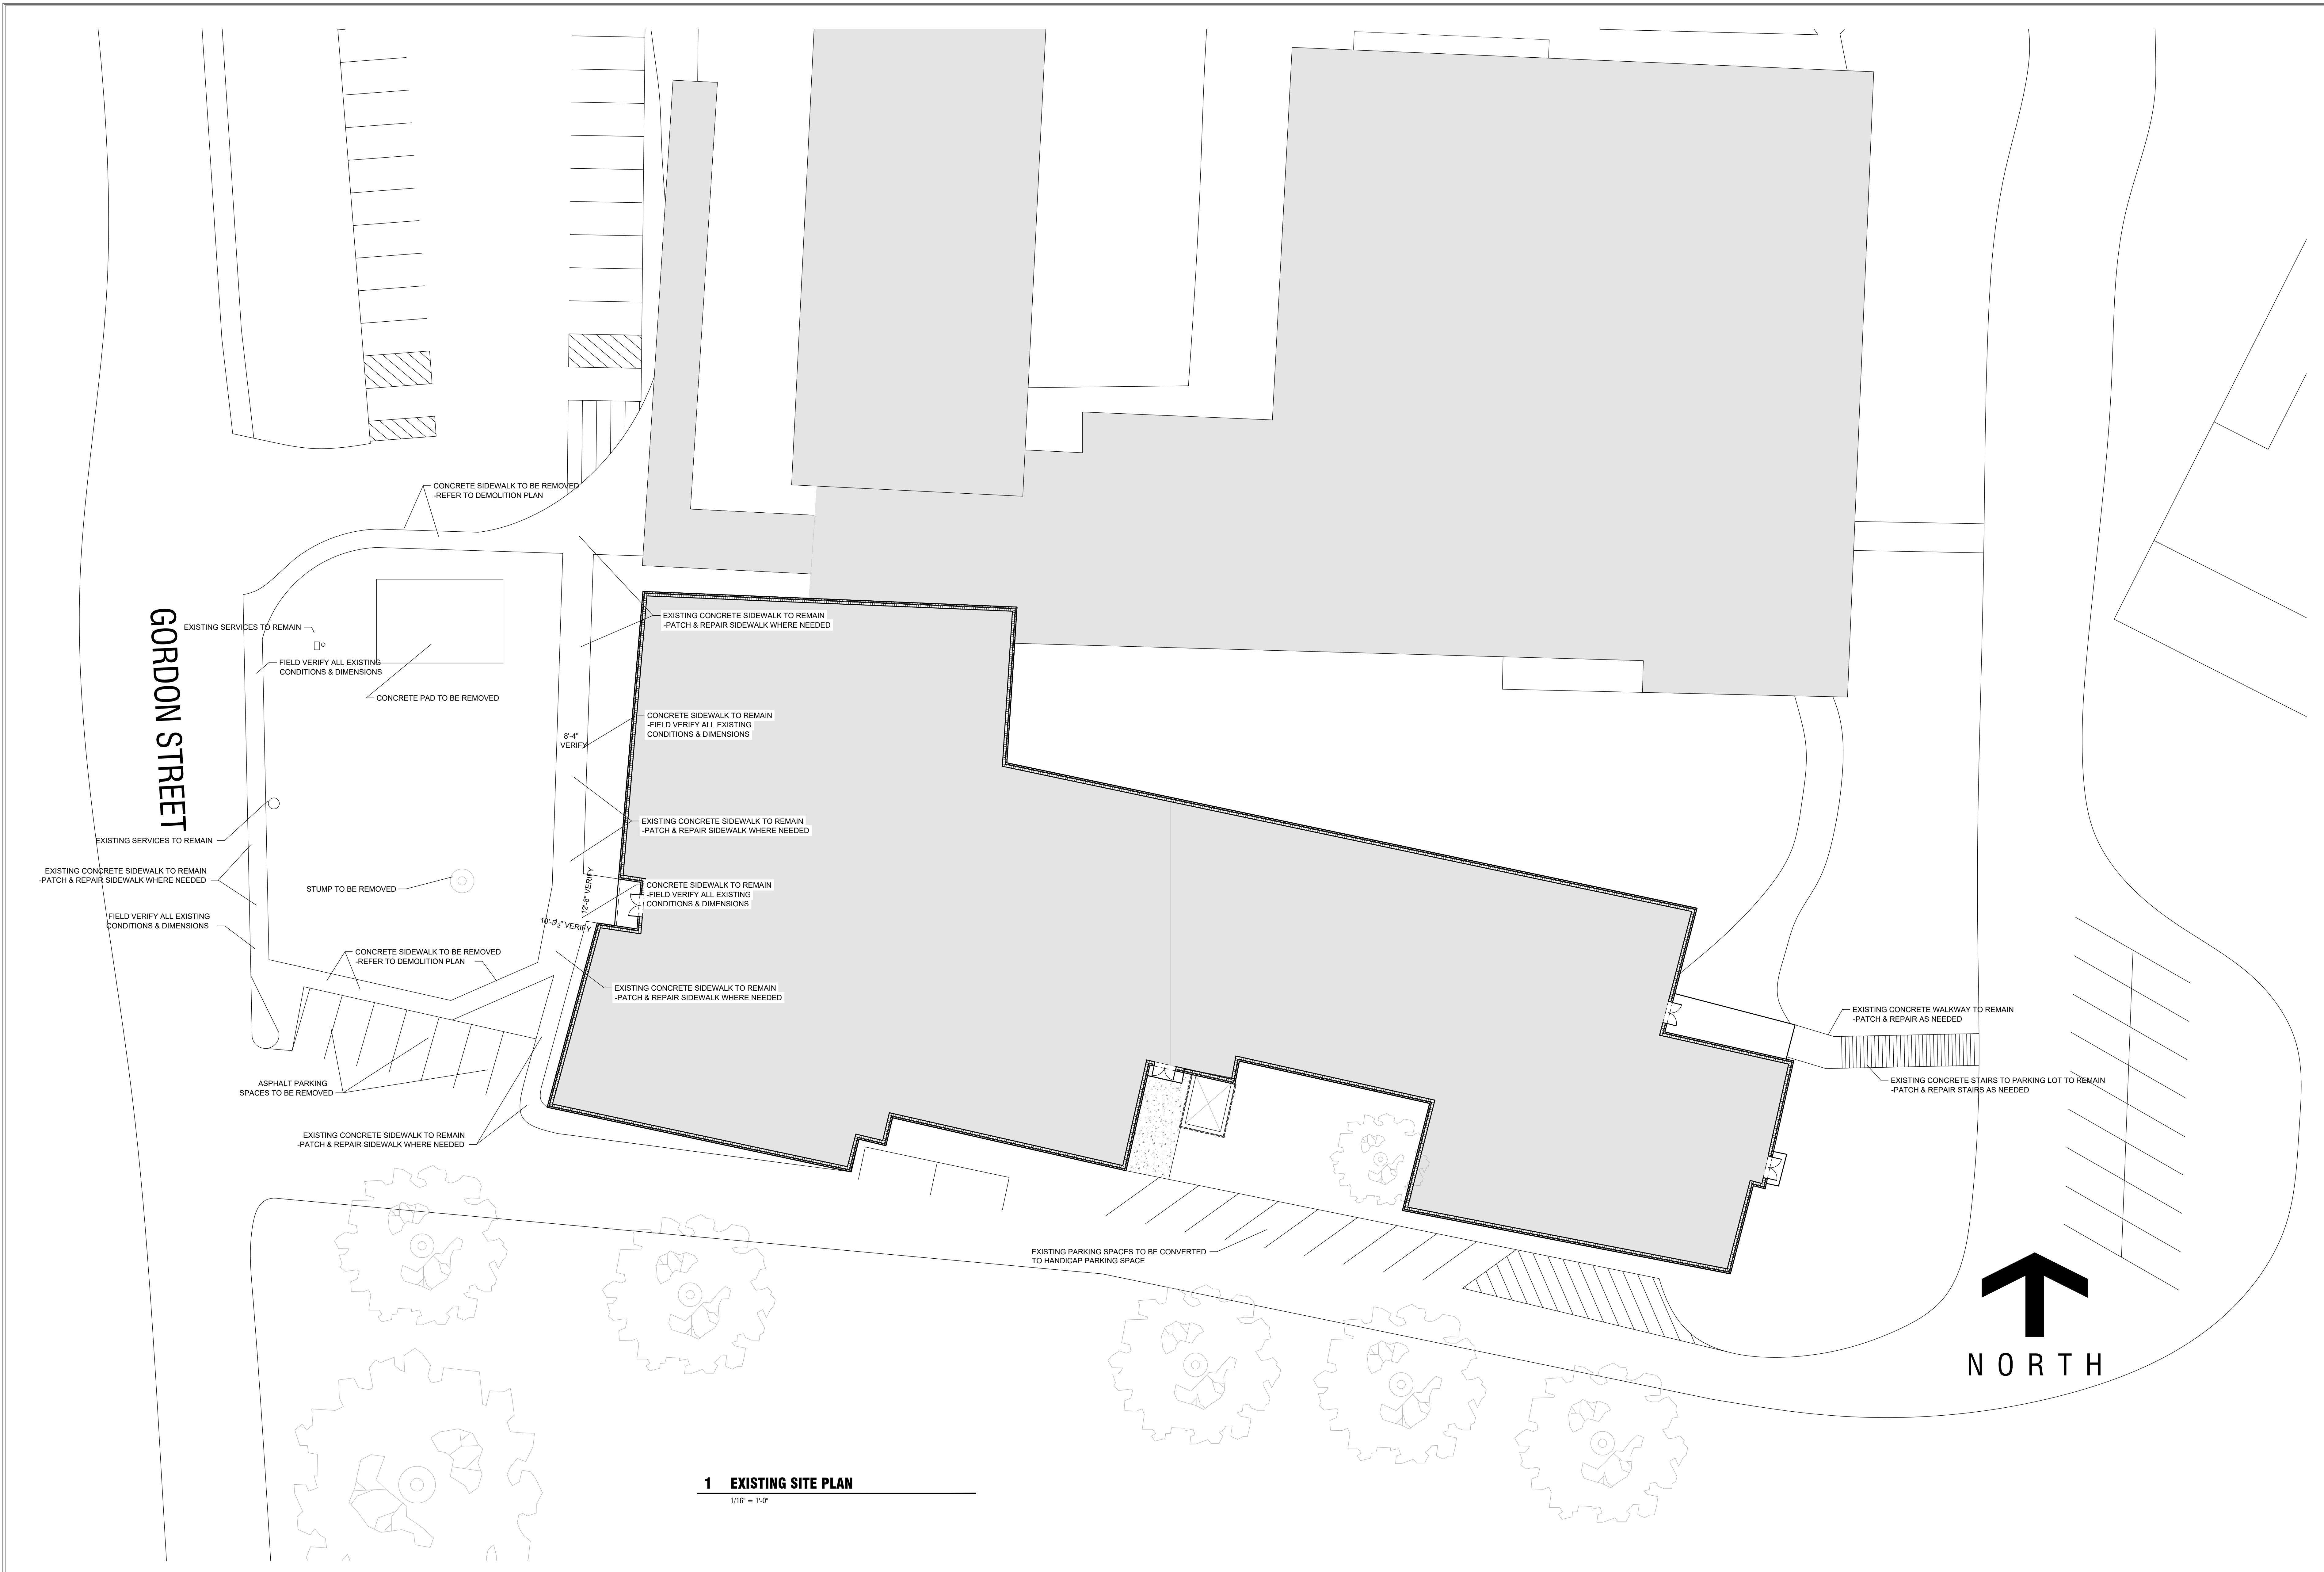 CONCRETE SIDEWALK TO BE REMOVED
-REFER TO DEMOLITION PLAN
GORDON STREET
EXISTING SERVICES TO REMAIN
FIELD VERIFY ALL EXISTING
CONDITIONS & DIMENSIONS
CONCRETE PAD TO BE REMOVED
EXISTING CONCRETE SIDEWALK TO REMAIN
-PATCH & REPAIR SIDEWALK WHERE NEEDED
CONCRETE SIDEWALK TO REMAIN
-FIELD VERIFY ALL EXISTING
CONDITIONS & DIMENSIONS
8'-4"
VERIFY
EXISTING CONCRETE SIDEWALK TO REMAIN
-PATCH & REPAIR SIDEWALK WHERE NEEDED
EXISTING SERVICES TO REMAIN
EXISTING CONCRETE SIDEWALK TO REMAIN
-PATCH & REPAIR SIDEWALK WHERE NEEDED
STUMP TO BE REMOVED
CONCRETE SIDEWALK TO REMAIN
-FIELD VERIFY ALL EXISTING
CONDITIONS & DIMENSIONS
12'-8" VERIFY
10'-5½" VERIFY
FIELD VERIFY ALL EXISTING
CONDITIONS & DIMENSIONS
CONCRETE SIDEWALK TO BE REMOVED
-REFER TO DEMOLITION PLAN
EXISTING CONCRETE SIDEWALK TO REMAIN
-PATCH & REPAIR SIDEWALK WHERE NEEDED
EXISTING CONCRETE WALKWAY TO REMAIN
-PATCH & REPAIR AS NEEDED
EXISTING CONCRETE STAIRS TO PARKING LOT TO REMAIN
-PATCH & REPAIR STAIRS AS NEEDED
ASPHALT PARKING
SPACES TO BE REMOVED
EXISTING CONCRETE SIDEWALK TO REMAIN
-PATCH & REPAIR SIDEWALK WHERE NEEDED
EXISTING PARKING SPACES TO BE CONVERTED
TO HANDICAP PARKING SPACE
NORTH
1 EXISTING SITE PLAN
1/16" = 1'-0"